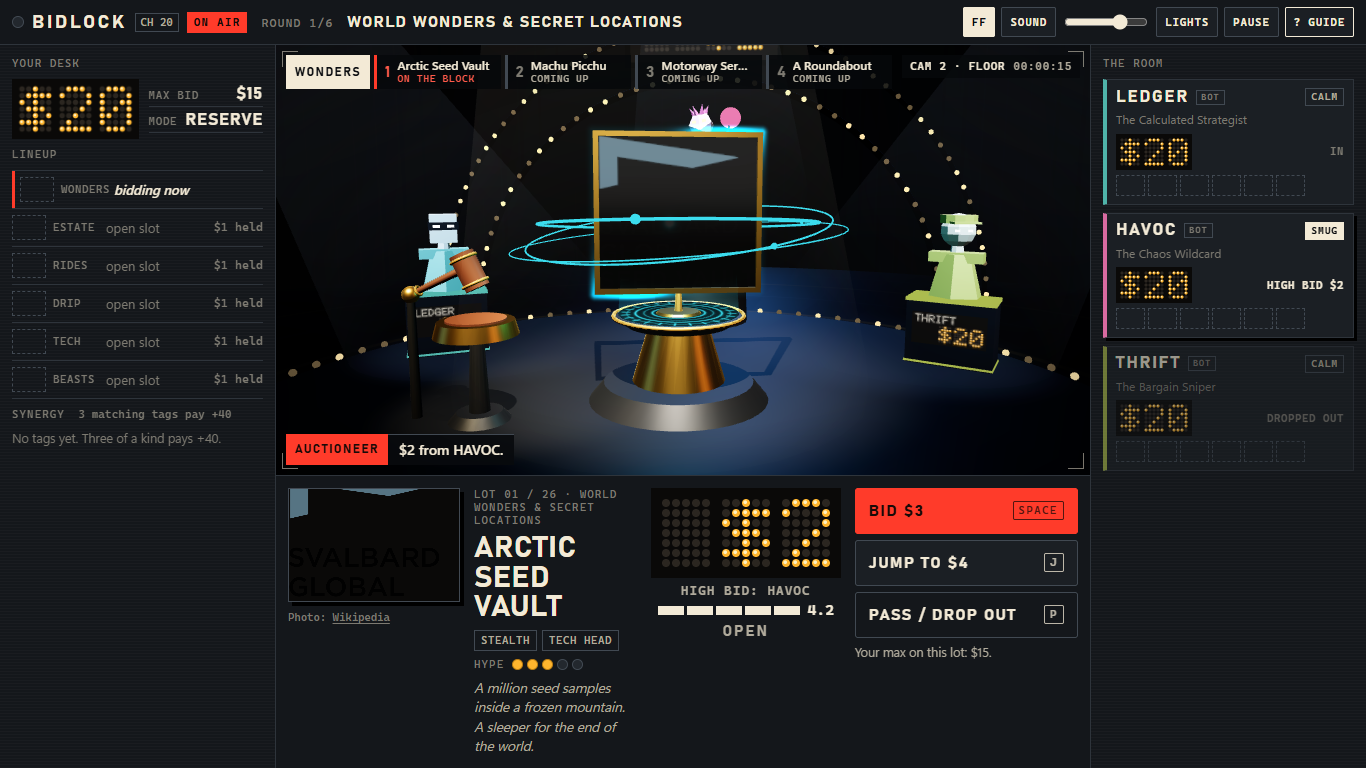 BIDLOCK CH 20 ON AIR ROUND 1/6 WORLD WONDERS & SECRET LOCATIONS FF SOUND LIGHTS PAUSE ? GUIDE
YOUR DESK
$20
MAX BID $15
MODE RESERVE
LINEUP
WONDERS bidding now
ESTATE open slot $1 held
RIDES open slot $1 held
DRIP open slot $1 held
TECH open slot $1 held
BEASTS open slot $1 held
SYNERGY 3 matching tags pay +40
No tags yet. Three of a kind pays +40.
WONDERS
1 Arctic Seed Vault
ON THE BLOCK
2 Machu Picchu
COMING UP
3 Motorway Ser...
COMING UP
4 A Roundabout
COMING UP
CAM 2 · FLOOR 00:00:15
LEDGER
THRIFT
$20
AUCTIONEER $2 from HAVOC.
SVALBARD
GLOBAL
Photo: Wikipedia
LOT 01 / 26 · WORLD
WONDERS & SECRET
LOCATIONS
ARCTIC
SEED
VAULT
STEALTH TECH HEAD
HYPE
A million seed samples
inside a frozen mountain.
A sleeper for the end of
the world.
$2
HIGH BID: HAVOC
4.2
OPEN
BID $3 SPACE
JUMP TO $4 J
PASS / DROP OUT P
Your max on this lot: $15.
THE ROOM
LEDGER BOT CALM
The Calculated Strategist
$20 IN
HAVOC BOT SMUG
The Chaos Wildcard
$20 HIGH BID $2
THRIFT BOT CALM
The Bargain Sniper
$20 DROPPED OUT